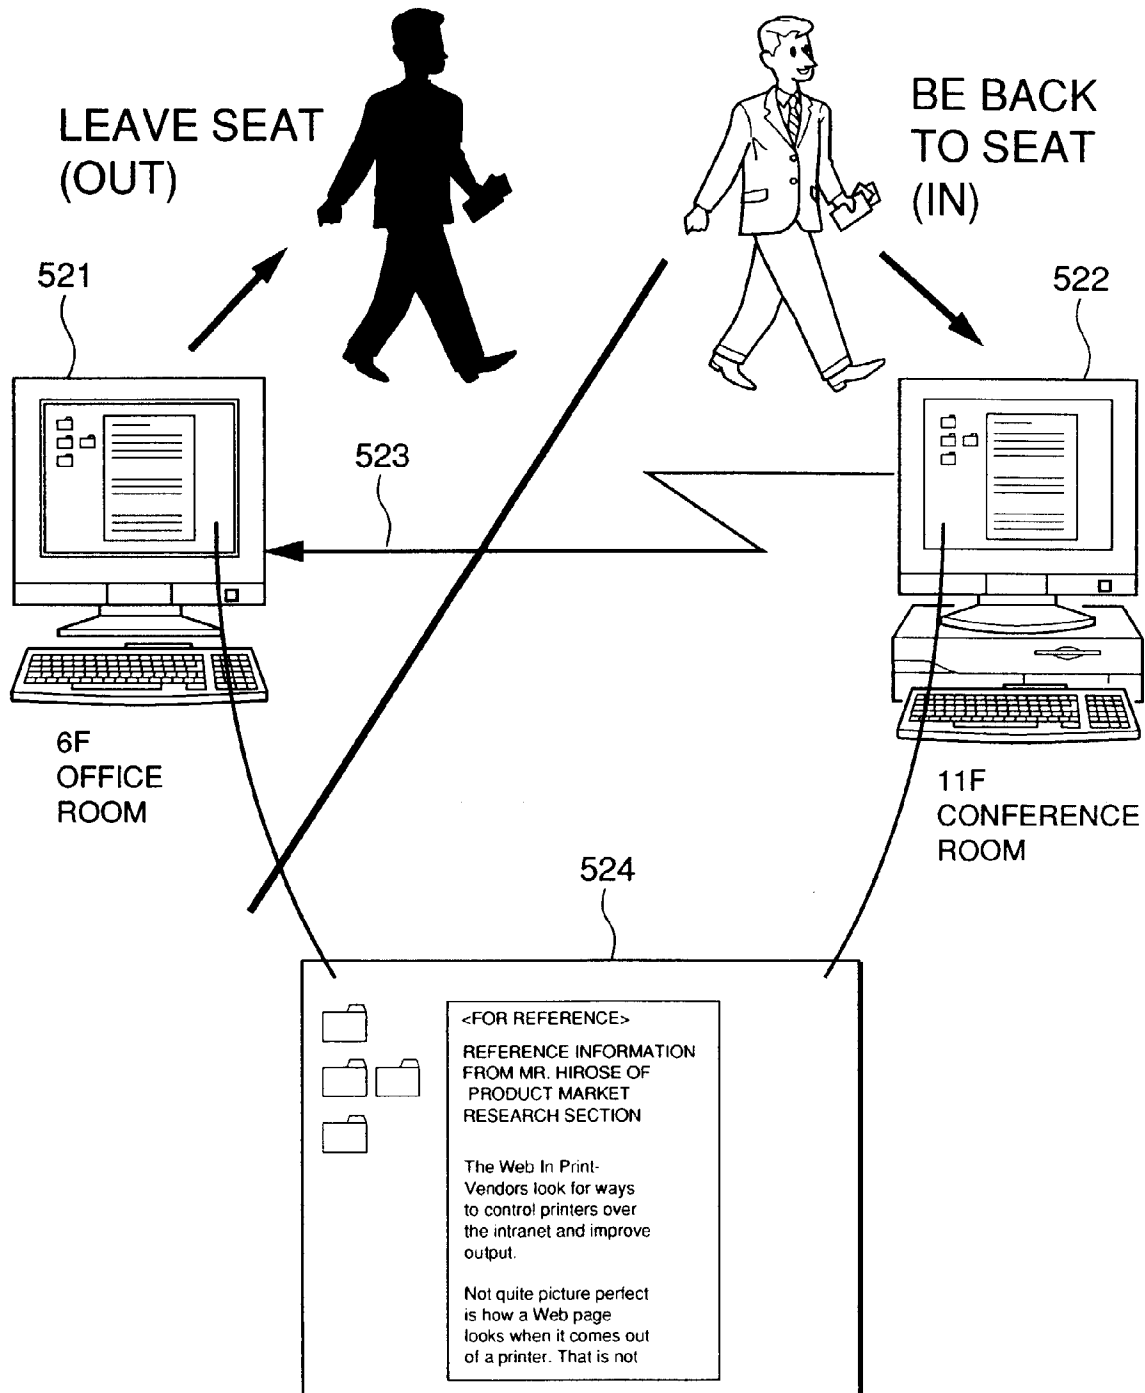 LEAVE SEAT
(OUT)
BE BACK
TO SEAT
(IN)
521
522
523
6F
OFFICE
ROOM
11F
CONFERENCE
ROOM
524
<FOR REFERENCE>
REFERENCE INFORMATION
FROM MR. HIROSE OF
PRODUCT MARKET
RESEARCH SECTION
The Web In Print-
Vendors look for ways
to control printers over
the intranet and improve
output.
Not quite picture perfect
is how a Web page
looks when it comes out
of a printer. That is not